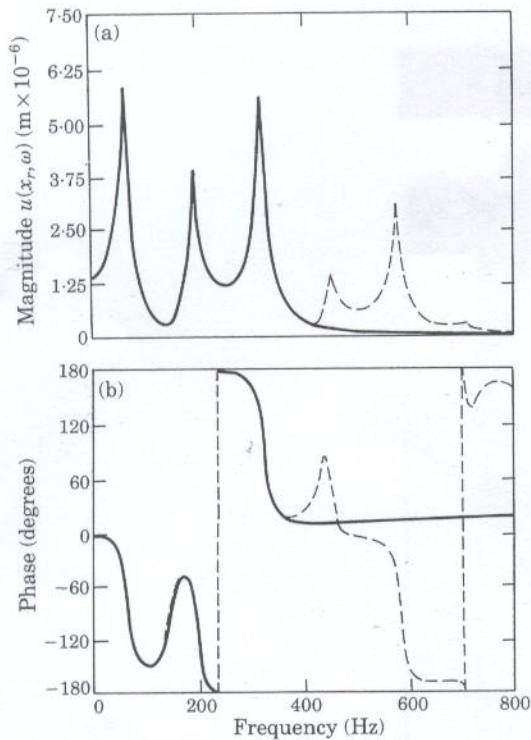 (a)
7·50
6·25
5·00
3·75
2·50
1·25
0
Magnitude u(xᵣ,ω) (m×10⁻⁶)
(b)
180
120
60
0
-60
-120
-180
Phase (degrees)
0 200 400 600 800
Frequency (Hz)